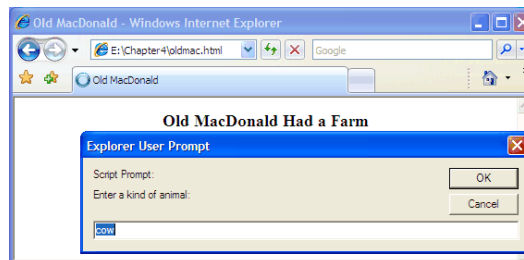 Old MacDonald - Windows Internet Explorer
E:\Chapter4\oldmac.html
Google
Old MacDonald
Old MacDonald Had a Farm
Explorer User Prompt
Script Prompt:
OK
Enter a kind of animal:
Cancel
cow